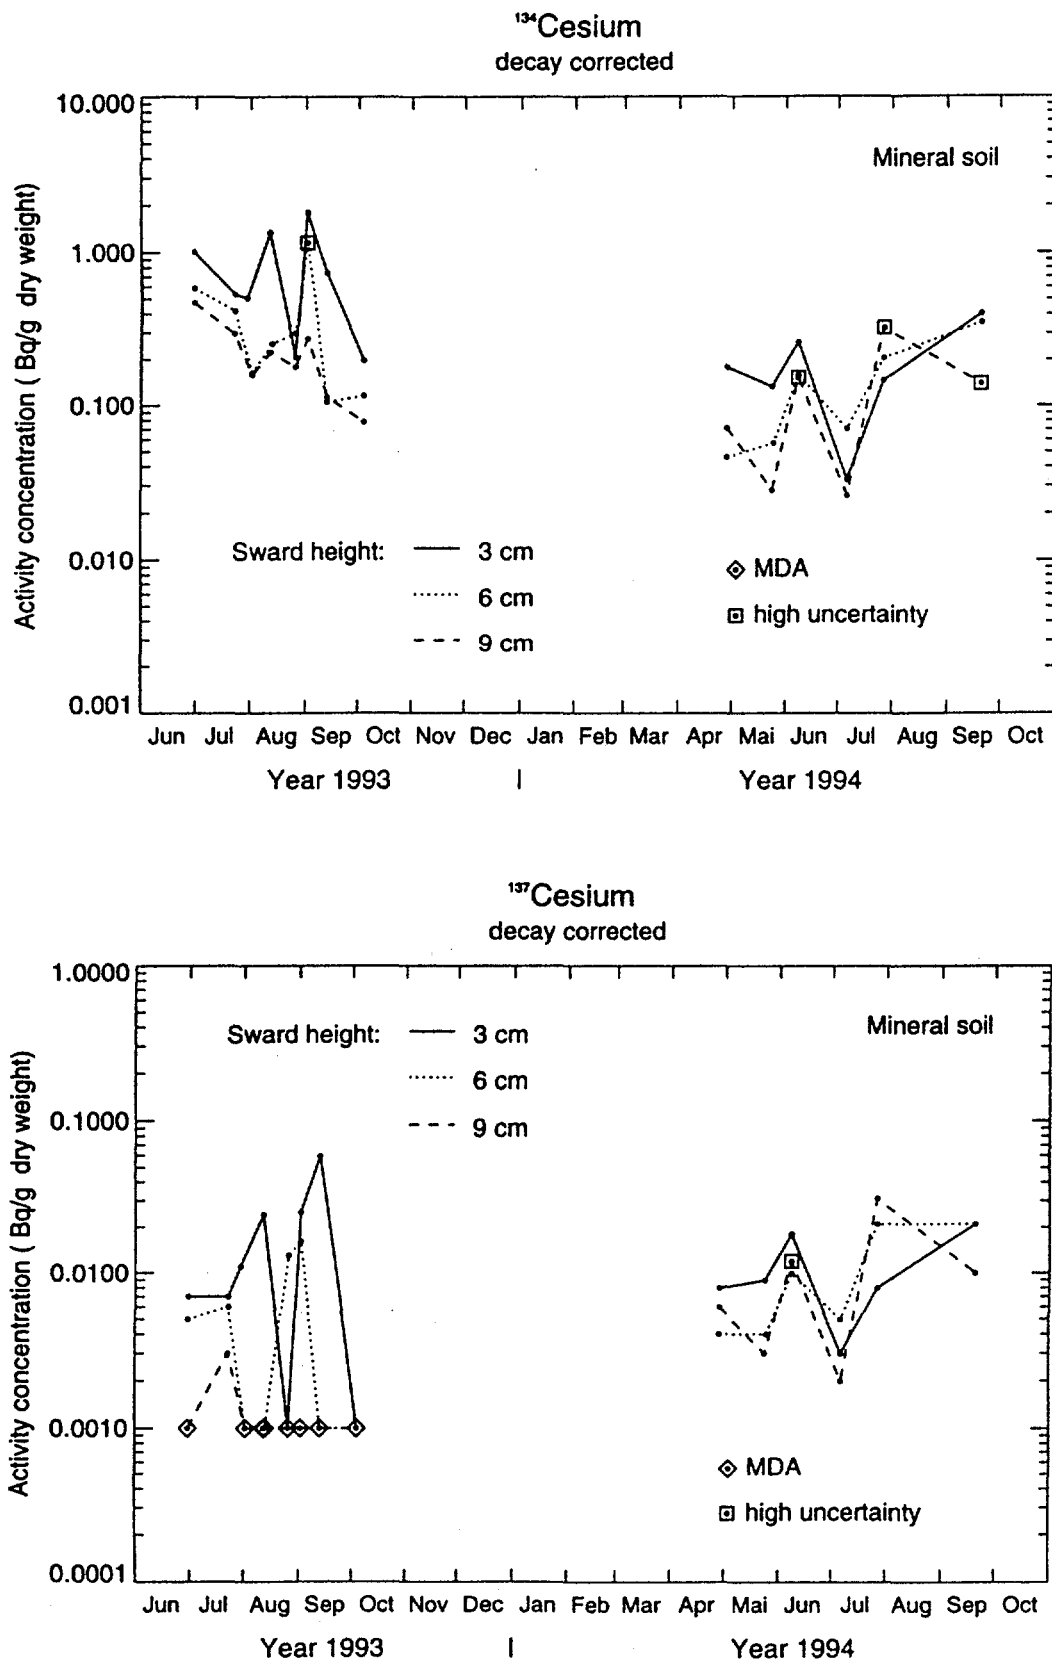 ¹³⁴Cesium
decay corrected
Mineral soil
Activity concentration ( Bq/g dry weight)
10.000
1.000
0.100
0.010
0.001
Sward height: 3 cm
6 cm
9 cm
MDA
high uncertainty
Jun Jul Aug Sep Oct Nov Dec Jan Feb Mar Apr Mai Jun Jul Aug Sep Oct
Year 1993 | Year 1994
¹³⁷Cesium
decay corrected
Mineral soil
Activity concentration ( Bq/g dry weight)
1.0000
0.1000
0.0100
0.0010
0.0001
Sward height: 3 cm
6 cm
9 cm
MDA
high uncertainty
Jun Jul Aug Sep Oct Nov Dec Jan Feb Mar Apr Mai Jun Jul Aug Sep Oct
Year 1993 | Year 1994